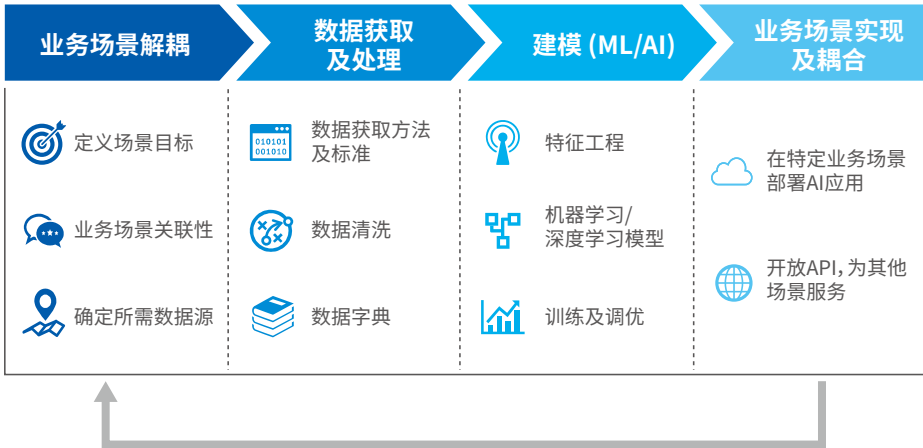 业务场景解耦
数据获取
及处理
建模 (ML/AI)
业务场景实现
及耦合
定义场景目标
业务场景关联性
确定所需数据源
010101
001010
数据获取方法
及标准
数据清洗
数据字典
特征工程
机器学习/
深度学习模型
训练及调优
在特定业务场景
部署AI应用
开放API，为其他
场景服务